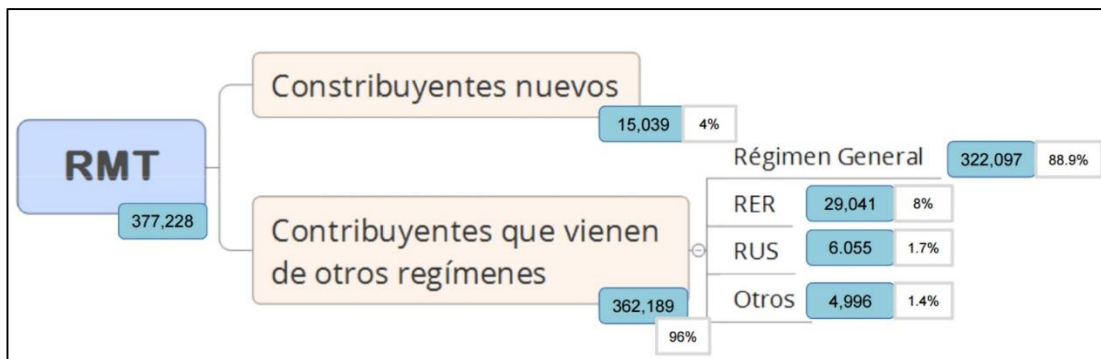 RMT
377,228
Constribuyentes nuevos
15,039 4%
Contribuyentes que vienen
de otros regímenes
362,189
96%
Régimen General 322,097 88.9%
RER 29,041 8%
RUS 6.055 1.7%
Otros 4,996 1.4%